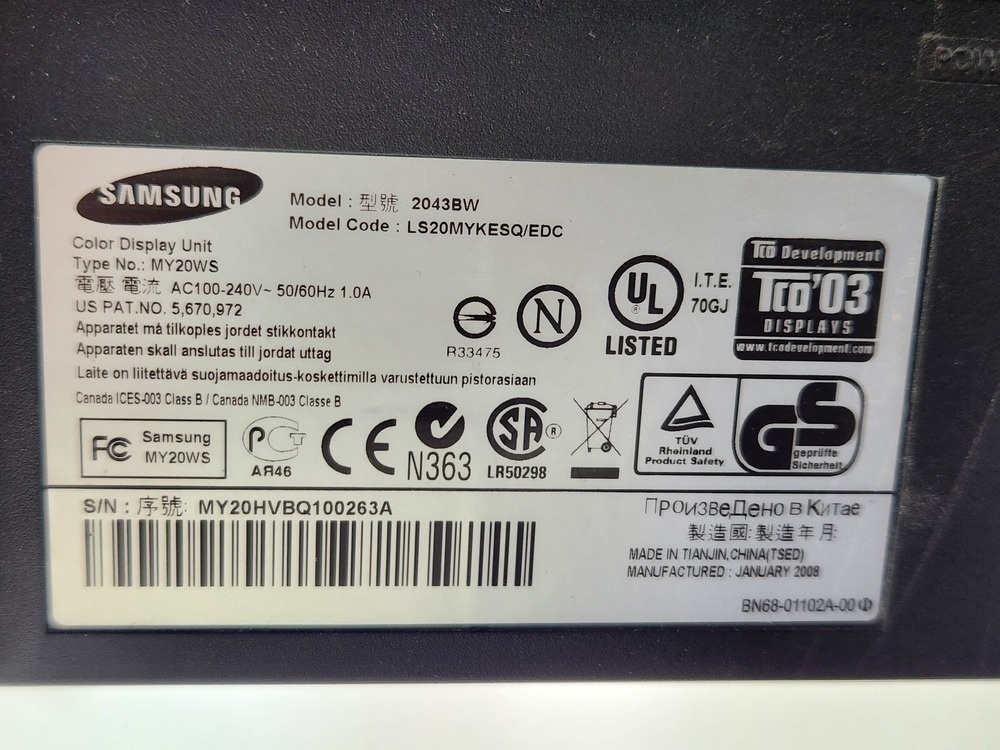 POW
SAMSUNG
Model : 型號 2043BW
Model Code : LS20MYKESQ/EDC
Color Display Unit
Type No.: MY20WS
電壓 電流 AC100-240V~ 50/60Hz 1.0A
US PAT.NO. 5,670,972
Apparatet må tilkoples jordet stikkontakt
Apparaten skall anslutas till jordat uttag
Laite on liitettävä suojamaadoitus-koskettimilla varustettuun pistorasiaan
Canada ICES-003 Class B / Canada NMB-003 Classe B
R33475
N
UL
®
LISTED
I.T.E.
70GJ
TCO Development
TCO'03
DISPLAYS
www.tcodevelopment.com
FC Samsung
MY20WS
РСТ
АЯ46
CE
N363
SA ®
LR50298
TÜV
Rheinland
Product Safety
GS
geprüfte
Sicherheit
S/N : 序號: MY20HVBQ100263A
Произведено в Китае
製造國:製造年月:
MADE IN TIANJIN,CHINA(TSED)
MANUFACTURED : JANUARY 2008
BN68-01102A-00